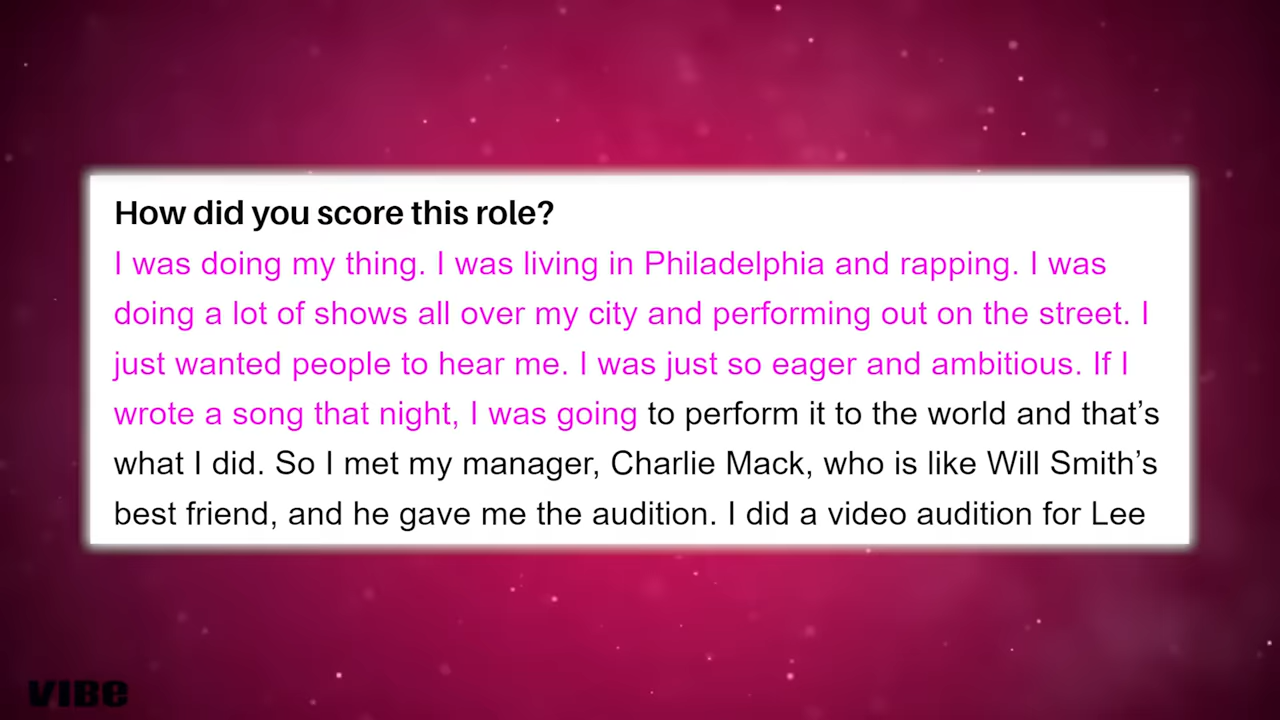 How did you score this role?
I was doing my thing. I was living in Philadelphia and rapping. I was
doing a lot of shows all over my city and performing out on the street. I
just wanted people to hear me. I was just so eager and ambitious. If I
wrote a song that night, I was going to perform it to the world and that’s
what I did. So I met my manager, Charlie Mack, who is like Will Smith’s
best friend, and he gave me the audition. I did a video audition for Lee
VIBE